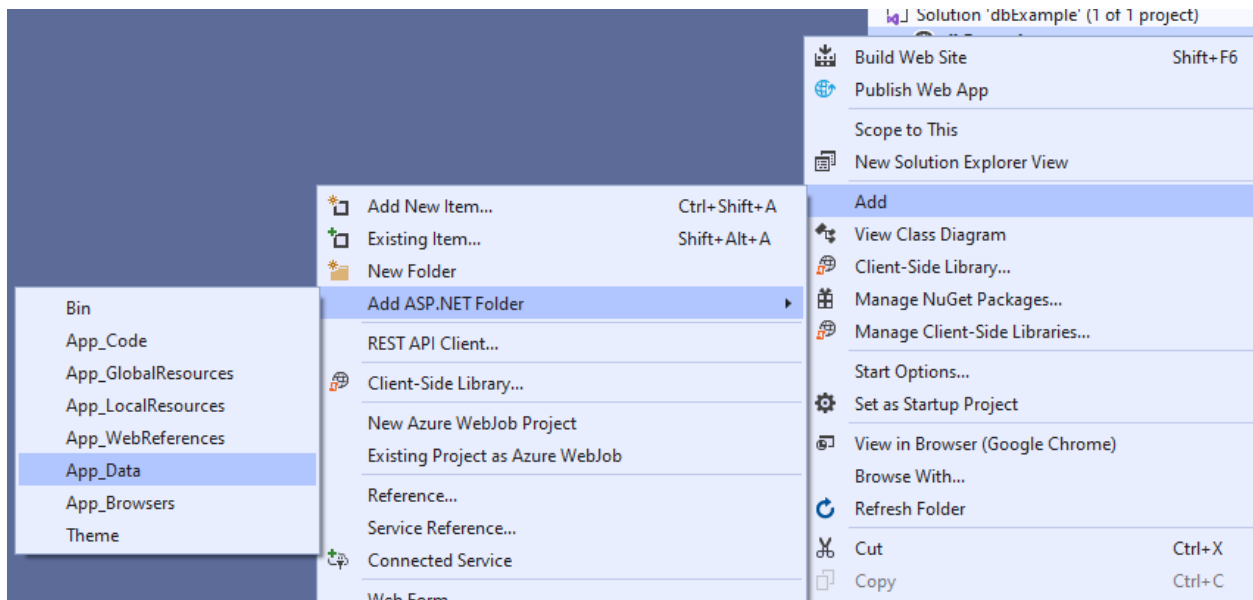 Solution 'dbExample' (1 of 1 project)
Build Web Site Shift+F6
Publish Web App
Scope to This
New Solution Explorer View
Add
View Class Diagram
Client-Side Library...
Manage NuGet Packages...
Manage Client-Side Libraries...
Start Options...
Set as Startup Project
View in Browser (Google Chrome)
Browse With...
Refresh Folder
Cut Ctrl+X
Copy Ctrl+C
Add New Item... Ctrl+Shift+A
Existing Item... Shift+Alt+A
New Folder
Add ASP.NET Folder
REST API Client...
Client-Side Library...
New Azure WebJob Project
Existing Project as Azure WebJob
Reference...
Service Reference...
Connected Service
Web Form
Bin
App_Code
App_GlobalResources
App_LocalResources
App_WebReferences
App_Data
App_Browsers
Theme